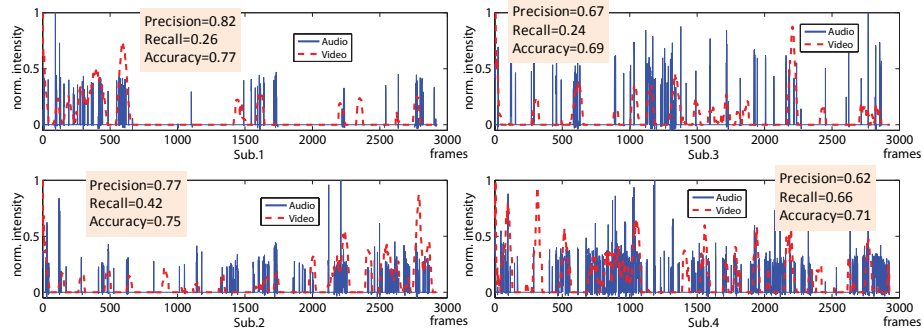 Precision=0.82
Recall=0.26
Accuracy=0.77
Audio
Video
norm. intensity
1
0.5
0
0 500 1000 1500 2000 2500 3000
Sub.1 frames
Precision=0.67
Recall=0.24
Accuracy=0.69
Audio
Video
norm. intensity
1
0.5
0
0 500 1000 1500 2000 2500 3000
Sub.3 frames
Precision=0.77
Recall=0.42
Accuracy=0.75
Audio
Video
norm. intensity
1
0.5
0
0 500 1000 1500 2000 2500 3000
Sub.2 frames
Precision=0.62
Recall=0.66
Accuracy=0.71
Audio
Video
norm. intensity
1
0.5
0
0 500 1000 1500 2000 2500 3000
Sub.4 frames